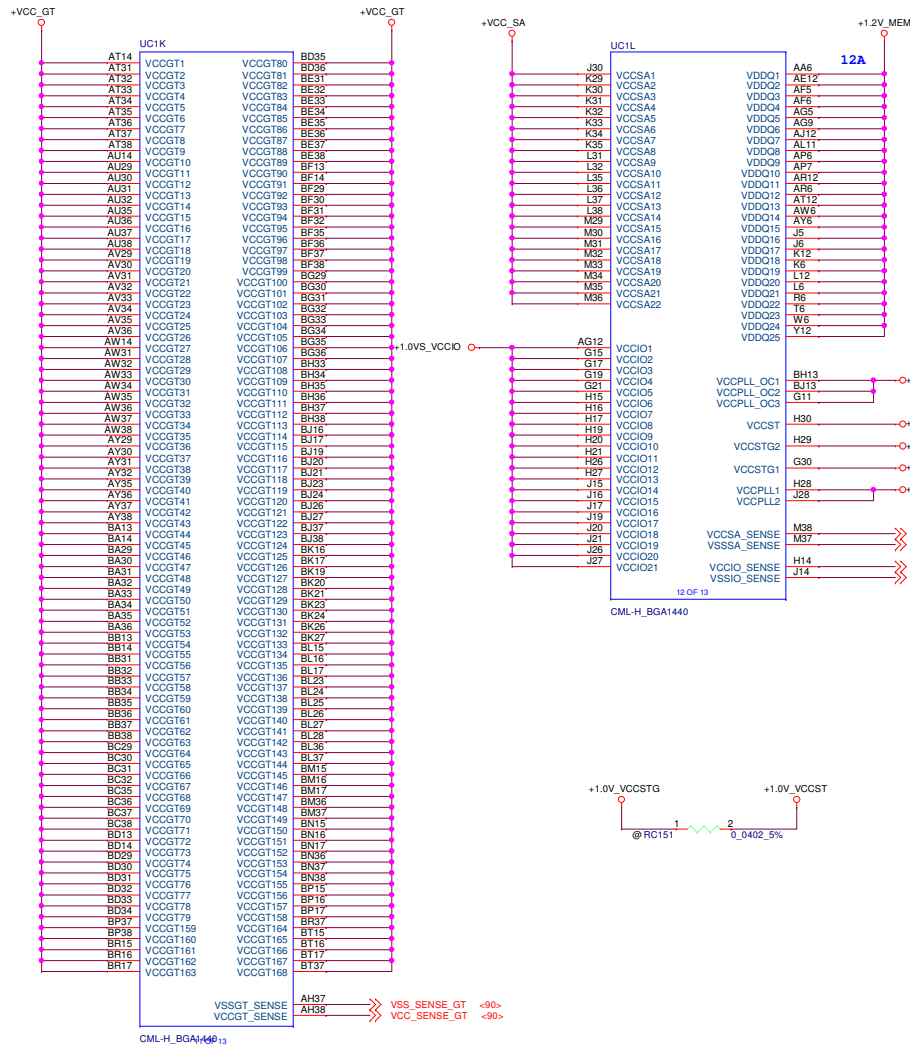 +VCC_GT +VCC_GT
UC1K
AT14 VCCGT1 VCCGT80 BD35
AT31 VCCGT2 VCCGT81 BD36
AT32 VCCGT3 VCCGT82 BE31
AT33 VCCGT4 VCCGT83 BE32
AT34 VCCGT5 VCCGT84 BE33
AT35 VCCGT6 VCCGT85 BE34
AT36 VCCGT7 VCCGT86 BE35
AT37 VCCGT8 VCCGT87 BE36
AT38 VCCGT9 VCCGT88 BE37
AU14 VCCGT10 VCCGT89 BE38
AU29 VCCGT11 VCCGT90 BF13
AU30 VCCGT12 VCCGT91 BF14
AU31 VCCGT13 VCCGT92 BF29
AU32 VCCGT14 VCCGT93 BF30
AU35 VCCGT15 VCCGT94 BF31
AU36 VCCGT16 VCCGT95 BF32
AU37 VCCGT17 VCCGT96 BF35
AU38 VCCGT18 VCCGT97 BF36
AV29 VCCGT19 VCCGT98 BF37
AV30 VCCGT20 VCCGT99 BF38
AV31 VCCGT21 VCCGT100 BG29
AV32 VCCGT22 VCCGT101 BG30
AV33 VCCGT23 VCCGT102 BG31
AV34 VCCGT24 VCCGT103 BG32
AV35 VCCGT25 VCCGT104 BG33
AV36 VCCGT26 VCCGT105 BG34
AW14 VCCGT27 VCCGT106 BG35
AW31 VCCGT28 VCCGT107 BG36
AW32 VCCGT29 VCCGT108 BH33
AW33 VCCGT30 VCCGT109 BH34
AW34 VCCGT31 VCCGT110 BH35
AW35 VCCGT32 VCCGT111 BH36
AW36 VCCGT33 VCCGT112 BH37
AW37 VCCGT34 VCCGT113 BH38
AW38 VCCGT35 VCCGT114 BJ16
AY29 VCCGT36 VCCGT115 BJ17
AY30 VCCGT37 VCCGT116 BJ19
AY31 VCCGT38 VCCGT117 BJ20
AY32 VCCGT39 VCCGT118 BJ21
AY35 VCCGT40 VCCGT119 BJ23
AY36 VCCGT41 VCCGT120 BJ24
AY37 VCCGT42 VCCGT121 BJ26
AY38 VCCGT43 VCCGT122 BJ27
BA13 VCCGT44 VCCGT123 BJ37
BA14 VCCGT45 VCCGT124 BJ38
BA29 VCCGT46 VCCGT125 BK16
BA30 VCCGT47 VCCGT126 BK17
BA31 VCCGT48 VCCGT127 BK19
BA32 VCCGT49 VCCGT128 BK20
BA33 VCCGT50 VCCGT129 BK21
BA34 VCCGT51 VCCGT130 BK23
BA35 VCCGT52 VCCGT131 BK24
BA36 VCCGT53 VCCGT132 BK26
BB13 VCCGT54 VCCGT133 BK27
BB14 VCCGT55 VCCGT134 BL15
BB31 VCCGT56 VCCGT135 BL16
BB32 VCCGT57 VCCGT136 BL17
BB33 VCCGT58 VCCGT137 BL23
BB34 VCCGT59 VCCGT138 BL24
BB35 VCCGT60 VCCGT139 BL25
BB36 VCCGT61 VCCGT140 BL26
BB37 VCCGT62 VCCGT141 BL27
BB38 VCCGT63 VCCGT142 BL28
BC29 VCCGT64 VCCGT143 BL36
BC30 VCCGT65 VCCGT144 BL37
BC31 VCCGT66 VCCGT145 BM15
BC32 VCCGT67 VCCGT146 BM16
BC35 VCCGT68 VCCGT147 BM17
BC36 VCCGT69 VCCGT148 BM36
BC37 VCCGT70 VCCGT149 BM37
BC38 VCCGT71 VCCGT150 BN15
BD13 VCCGT72 VCCGT151 BN16
BD14 VCCGT73 VCCGT152 BN17
BD29 VCCGT74 VCCGT153 BN36
BD30 VCCGT75 VCCGT154 BN37
BD31 VCCGT76 VCCGT155 BN38
BD32 VCCGT77 VCCGT156 BP15
BD33 VCCGT78 VCCGT157 BP16
BD34 VCCGT79 VCCGT158 BP17
BP37 VCCGT159 VCCGT164 BR37
BP38 VCCGT160 VCCGT165 BT15
BR15 VCCGT161 VCCGT166 BT16
BR16 VCCGT162 VCCGT167 BT17
BR17 VCCGT163 VCCGT168 BT37
VSSGT_SENSE AH37 VSS_SENSE_GT <90>
VCCGT_SENSE AH38 VCC_SENSE_GT <90>
CML-H_BGA1440
11 OF 13
+VCC_SA +1.2V_MEM
UC1L
12A
J30 VCCSA1 VDDQ1 AA6
K29 VCCSA2 VDDQ2 AE12
K30 VCCSA3 VDDQ3 AF5
K31 VCCSA4 VDDQ4 AF6
K32 VCCSA5 VDDQ5 AG5
K33 VCCSA6 VDDQ6 AG9
K34 VCCSA7 VDDQ7 AJ12
K35 VCCSA8 VDDQ8 AL11
L31 VCCSA9 VDDQ9 AP6
L32 VCCSA10 VDDQ10 AP7
L35 VCCSA11 VDDQ11 AR12
L36 VCCSA12 VDDQ12 AR6
L37 VCCSA13 VDDQ13 AT12
L38 VCCSA14 VDDQ14 AW6
M29 VCCSA15 VDDQ15 AY6
M30 VCCSA16 VDDQ16 J5
M31 VCCSA17 VDDQ17 J6
M32 VCCSA18 VDDQ18 K12
M33 VCCSA19 VDDQ19 K6
M34 VCCSA20 VDDQ20 L12
M35 VCCSA21 VDDQ21 L6
M36 VCCSA22 VDDQ22 R6
VDDQ23 T6
VDDQ24 W6
VDDQ25 Y12
+1.0VS_VCCIO
AG12 VCCIO1
G15 VCCIO2
G17 VCCIO3
G19 VCCIO4 VCCPLL_OC1 BH13 +
G21 VCCIO5 VCCPLL_OC2 BJ13
H15 VCCIO6 VCCPLL_OC3 G11
H16 VCCIO7
H17 VCCIO8 VCCST H30 +
H19 VCCIO9
H20 VCCIO10 VCCSTG2 H29 +
H21 VCCIO11
H26 VCCIO12 VCCSTG1 G30 +
H27 VCCIO13
J15 VCCIO14 VCCPLL1 H28 +
J16 VCCIO15 VCCPLL2 J28
J17 VCCIO16
J19 VCCIO17
J20 VCCIO18 VCCSA_SENSE M38
J21 VCCIO19 VSSSA_SENSE M37
J26 VCCIO20
J27 VCCIO21 VCCIO_SENSE H14
VSSIO_SENSE J14
12 OF 13
CML-H_BGA1440
+1.0V_VCCSTG +1.0V_VCCST
1 2
@ RC151 0_0402_5%